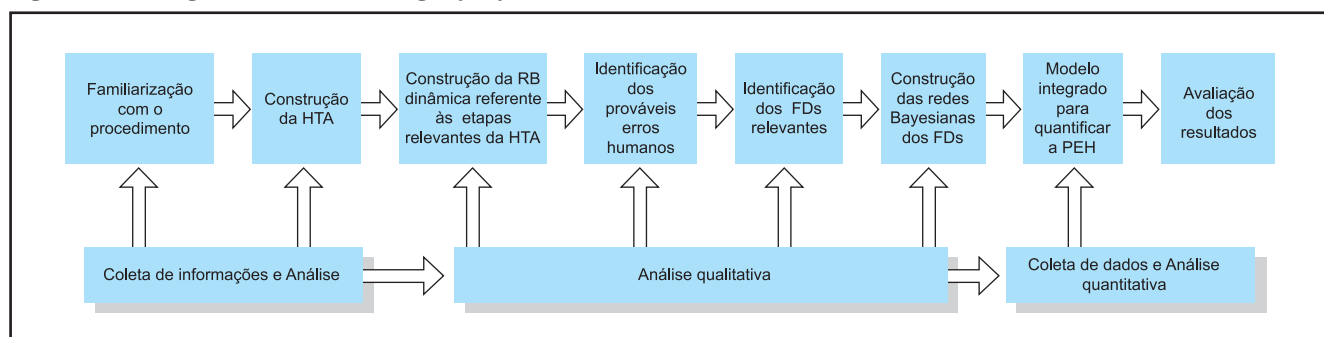 Familiarização
com o
procedimento
Construção
da HTA
Construção da RB
dinâmica referente
às etapas
relevantes da HTA
Identificação
dos
prováveis
erros
humanos
Identificação
dos FDs
relevantes
Construção
das redes
Bayesianas
dos FDs
Modelo
integrado
para
quantificar
a PEH
Avaliação
dos
resultados
Coleta de informações e Análise
Análise qualitativa
Coleta de dados e Análise
quantitativa